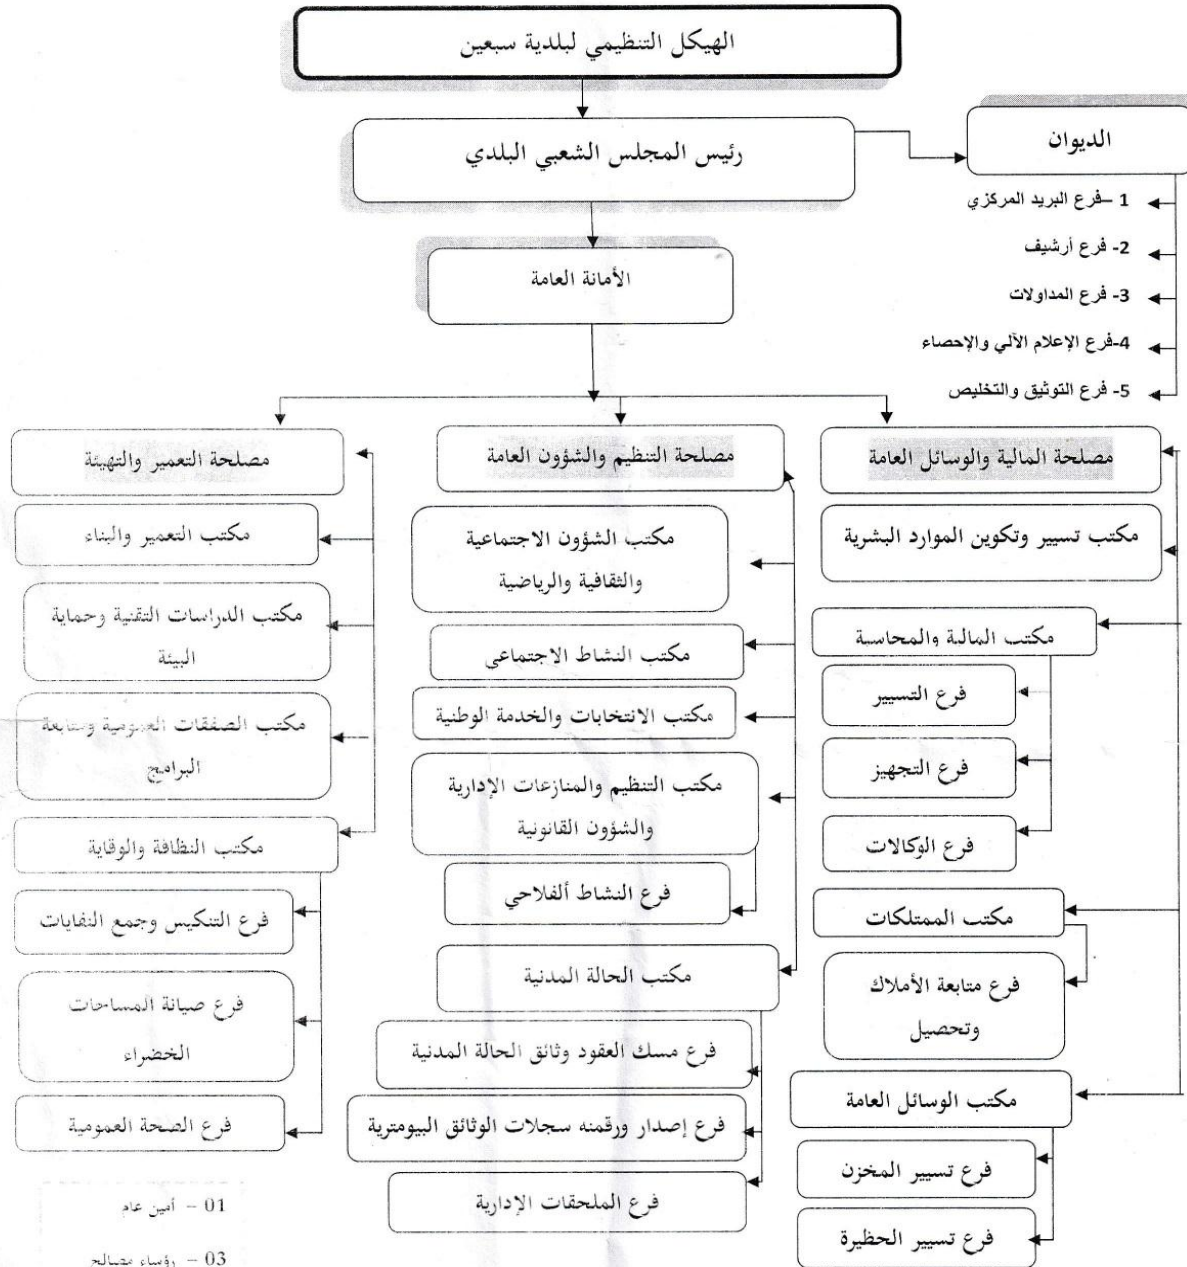 الهيكل التنظيمي لبلدية سبعين
رئيس المجلس الشعبي البلدي
الديوان
1 –فرع البريد المركزي
2- فرع أرشيف
3- فرع المداولات
4-فرع الإعلام الآلي والإحصاء
5- فرع التوثيق والتخليص
الأمانة العامة
مصلحة المالية والوسائل العامة
مكتب تسيير وتكوين الموارد البشرية
مكتب المالية والمحاسبة
فرع التسيير
فرع التجهيز
فرع الوكالات
مكتب الممتلكات
فرع متابعة الأملاك
وتحصيل
مكتب الوسائل العامة
فرع تسيير المخزن
فرع تسيير الحظيرة
مصلحة التنظيم والشؤون العامة
مكتب الشؤون الاجتماعية
والثقافية والرياضية
مكتب النشاط الاجتماعي
مكتب الانتخابات والخدمة الوطنية
مكتب التنظيم والمنازعات الإدارية
والشؤون القانونية
فرع النشاط ألفلاحي
مكتب الحالة المدنية
فرع مسك العقود وثائق الحالة المدنية
فرع إصدار ورقمنه سجلات الوثائق البيومترية
فرع الملحقات الإدارية
مصلحة التعمير والتهيئة
مكتب التعمير والبناء
مكتب الدراسات التقنية وحماية
البيئة
مكتب الصفقات العمومية ومتابعة
البرامج
مكتب النظافة والوقاية
فرع التنكيس وجمع النفايات
فرع صيانة المساحات
الخضراء
فرع الصحة العمومية
01 – أمين عام
03 – رؤساء مصالح